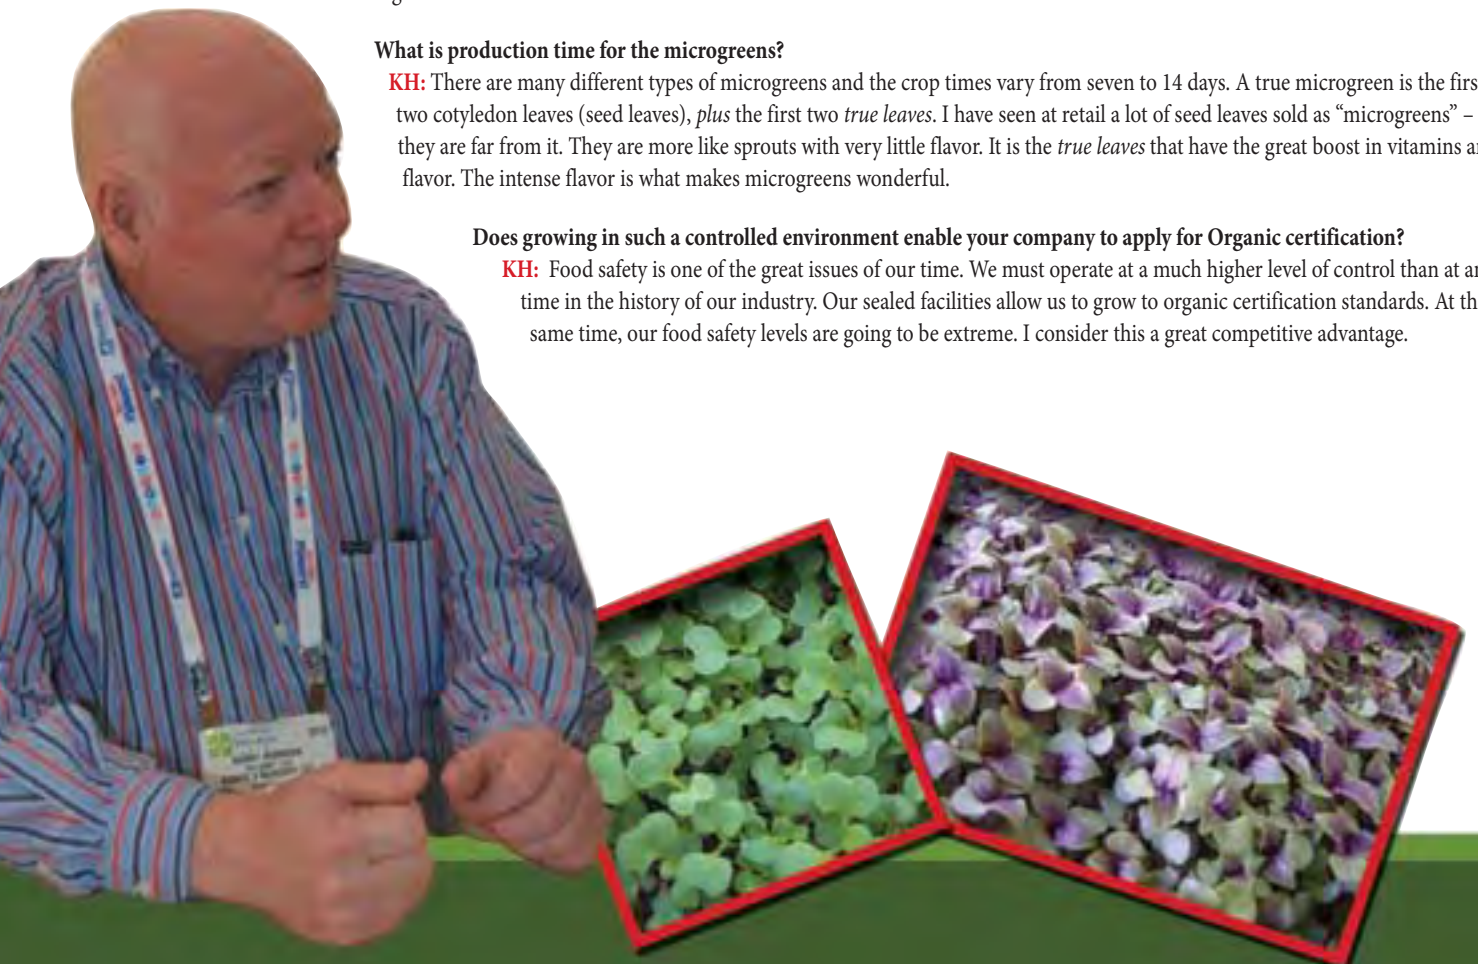 What is production time for the microgreens?
KH: There are many different types of microgreens and the crop times vary from seven to 14 days. A true microgreen is the firs
two cotyledon leaves (seed leaves), plus the first two true leaves. I have seen at retail a lot of seed leaves sold as “microgreens” –
they are far from it. They are more like sprouts with very little flavor. It is the true leaves that have the great boost in vitamins a
flavor. The intense flavor is what makes microgreens wonderful.
Does growing in such a controlled environment enable your company to apply for Organic certification?
KH: Food safety is one of the great issues of our time. We must operate at a much higher level of control than at a
time in the history of our industry. Our sealed facilities allow us to grow to organic certification standards. At th
same time, our food safety levels are going to be extreme. I consider this a great competitive advantage.